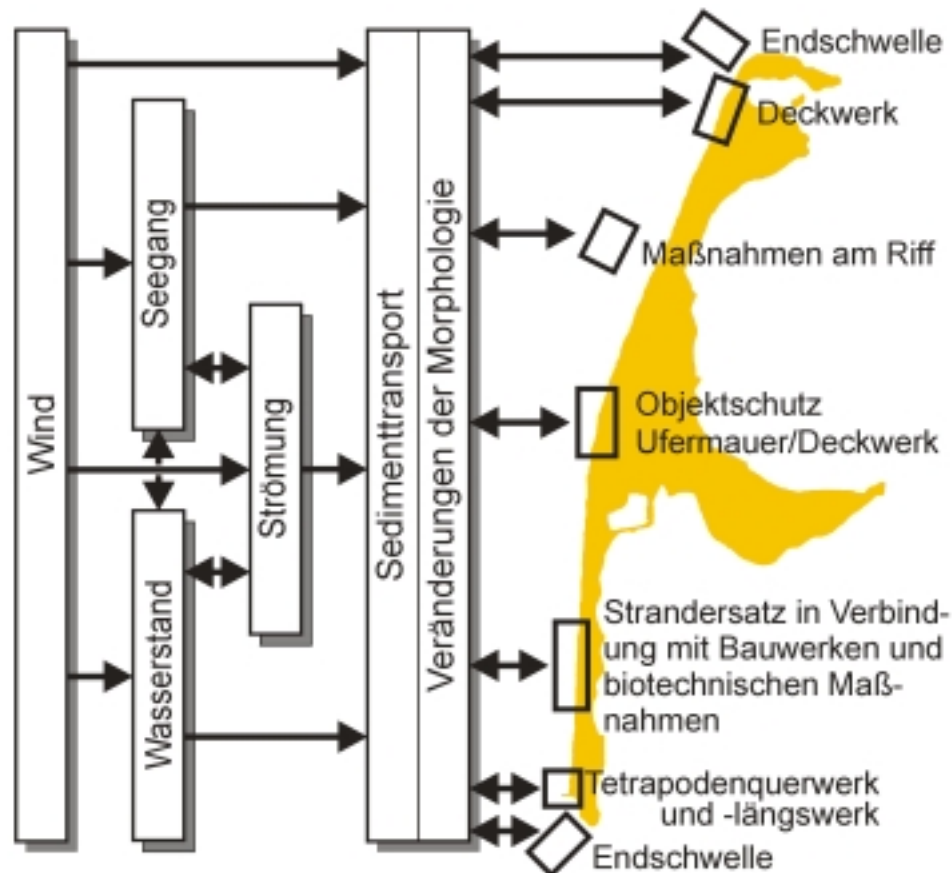 Wind
Seegang
Wasserstand
Strömung
Sedimenttransport
Veränderungen der Morphologie
Endschwelle
Deckwerk
Maßnahmen am Riff
Objektschutz
Ufermauer/Deckwerk
Strandersatz in Verbind-
ung mit Bauwerken und
biotechnischen Maß-
nahmen
Tetrapodenquerwerk
und -längswerk
Endschwelle